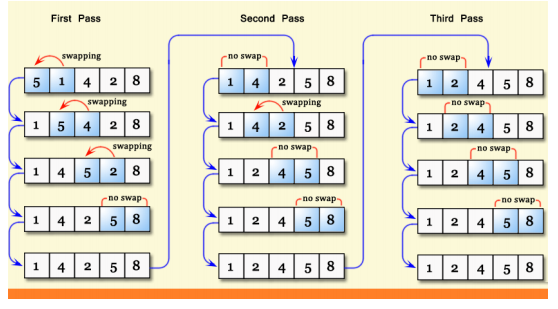 First Pass
swapping
5 1 4 2 8
swapping
1 5 4 2 8
swapping
1 4 5 2 8
no swap
1 4 2 5 8
1 4 2 5 8
Second Pass
no swap
1 4 2 5 8
swapping
1 4 2 5 8
no swap
1 2 4 5 8
no swap
1 2 4 5 8
1 2 4 5 8
Third Pass
no swap
1 2 4 5 8
no swap
1 2 4 5 8
no swap
1 2 4 5 8
no swap
1 2 4 5 8
1 2 4 5 8